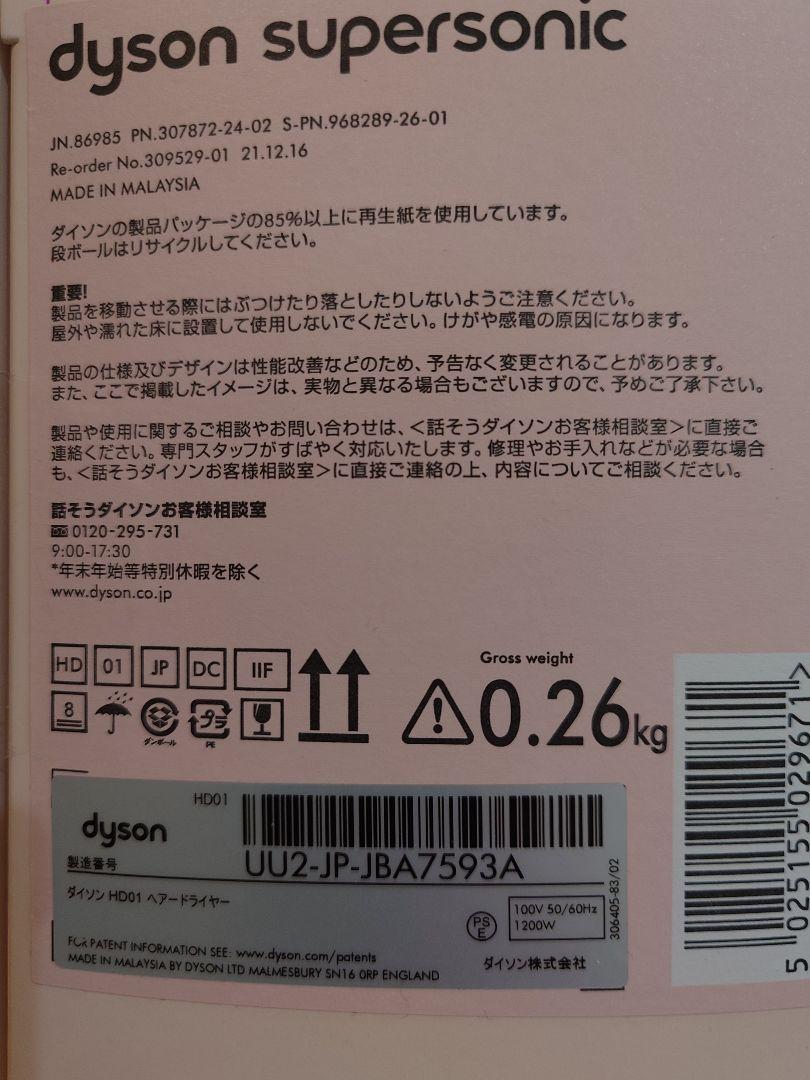 dyson supersonic
JN.86985 PN.307872-24-02 S-PN.968289-26-01
Re-order No.309529-01 21.12.16
MADE IN MALAYSIA
ダイソンの製品パッケージの85%以上に再生紙を使用しています。
段ボールはリサイクルしてください。
重要!
製品を移動させる際にはぶつけたり落としたりしないようご注意ください。
屋外や濡れた床に設置して使用しないでください。けがや感電の原因になります。
製品の仕様及びデザインは性能改善などのため、予告なく変更されることがあります。
また、ここで掲載したイメージは、実物と異なる場合もございますので、予めご了承下さい。
製品や使用に関するご相談やお問い合わせは、<話そうダイソンお客様相談室>に直接ご
連絡ください。専門スタッフがすばやく対応いたします。修理やお手入れなどが必要な場合
も、<話そうダイソンお客様相談室>に直接ご連絡の上、内容についてご相談ください。
話そうダイソンお客様相談室
0120-295-731
9:00-17:30
*年末年始等特別休暇を除く
www.dyson.co.jp
HD 01 JP DC IIF
8
ダンボール
プラ
PE
Gross weight
0.26kg
5 025155 029671 >
HD01
dyson
製造番号
UU2-JP-JBA7593A
ダイソン HD01 ヘアードライヤー
PS
E
100V 50/60Hz
1200W
306405-83/02
FOR PATENT INFORMATION SEE: www.dyson.com/patents
MADE IN MALAYSIA BY DYSON LTD MALMESBURY SN16 0RP ENGLAND
ダイソン株式会社